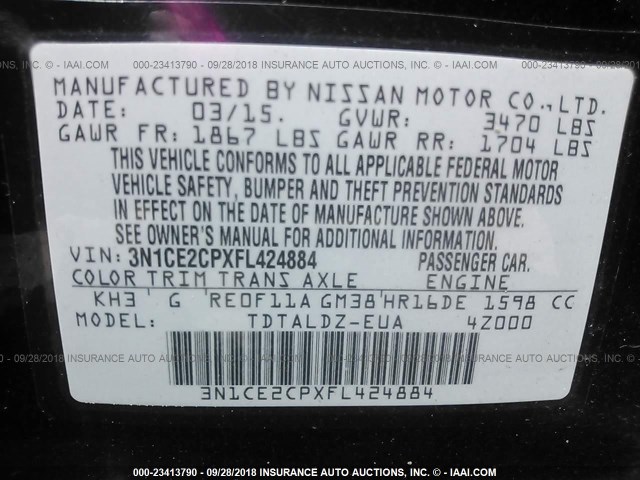 000-23413790 - 09/28/2018 INSURANCE AUTO AUCTIONS, INC. © - IAAI.COM
MANUFACTURED BY NISSAN MOTOR CO.,LTD.
DATE: 03/15. GVWR: 3470 LBS
GAWR FR: 1867 LBS GAWR RR: 1704 LBS
THIS VEHICLE CONFORMS TO ALL APPLICABLE FEDERAL MOTOR
VEHICLE SAFETY, BUMPER AND THEFT PREVENTION STANDARDS
IN EFFECT ON THE DATE OF MANUFACTURE SHOWN ABOVE.
SEE OWNER'S MANUAL FOR ADDITIONAL INFORMATION.
VIN: 3N1CE2CPXFL424884 PASSENGER CAR.
COLOR TRIM TRANS AXLE ENGINE
KH3 G RE0F11A GM38 HR16DE 1598 CC
000-23413790 - 09/28/2018 INSURANCE AUTO AUCTIONS, INC. © - IAAI.COM
MODEL: TDTALDZ-EUA 4Z000
3N1CE2CPXFL424884
000-23413790 - 09/28/2018 INSURANCE AUTO AUCTIONS, INC. © - IAAI.COM